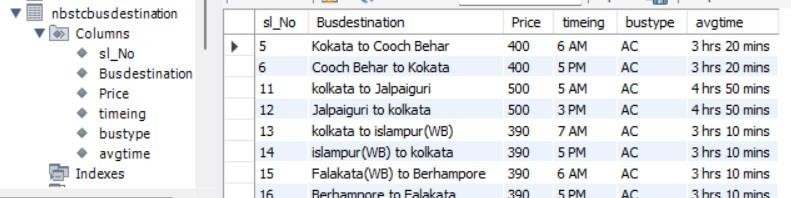 nbstcbusdestination
Columns
sl_No
Busdestination
Price
timeing
bustype
avgtime
Indexes
sl_No Busdestination Price timeing bustype avgtime
5 Kokata to Cooch Behar 400 6 AM AC 3 hrs 20 mins
6 Cooch Behar to Kokata 400 5 PM AC 3 hrs 20 mins
11 kolkata to Jalpaiguri 500 5 AM AC 4 hrs 50 mins
12 Jalpaiguri to kolkata 500 3 PM AC 4 hrs 50 mins
13 kolkata to islampur(WB) 390 7 AM AC 3 hrs 10 mins
14 islampur(WB) to kolkata 390 5 PM AC 3 hrs 10 mins
15 Falakata(WB) to Berhampore 390 6 AM AC 3 hrs 10 mins
16 Berhampore to Falakata 390 5 PM AC 3 hrs 10 mins